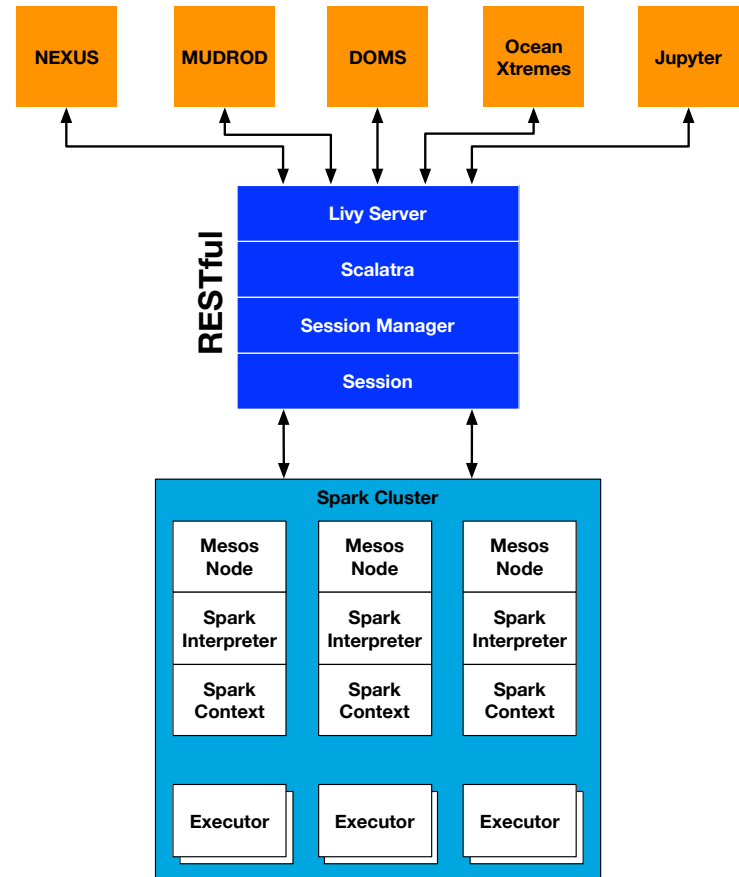 NEXUS
MUDROD
DOMS
Ocean
Xtremes
Jupyter
RESTful
Livy Server
Scalatra
Session Manager
Session
Spark Cluster
Mesos
Node
Mesos
Node
Mesos
Node
Spark
Interpreter
Spark
Interpreter
Spark
Interpreter
Spark
Context
Spark
Context
Spark
Context
Executor
Executor
Executor